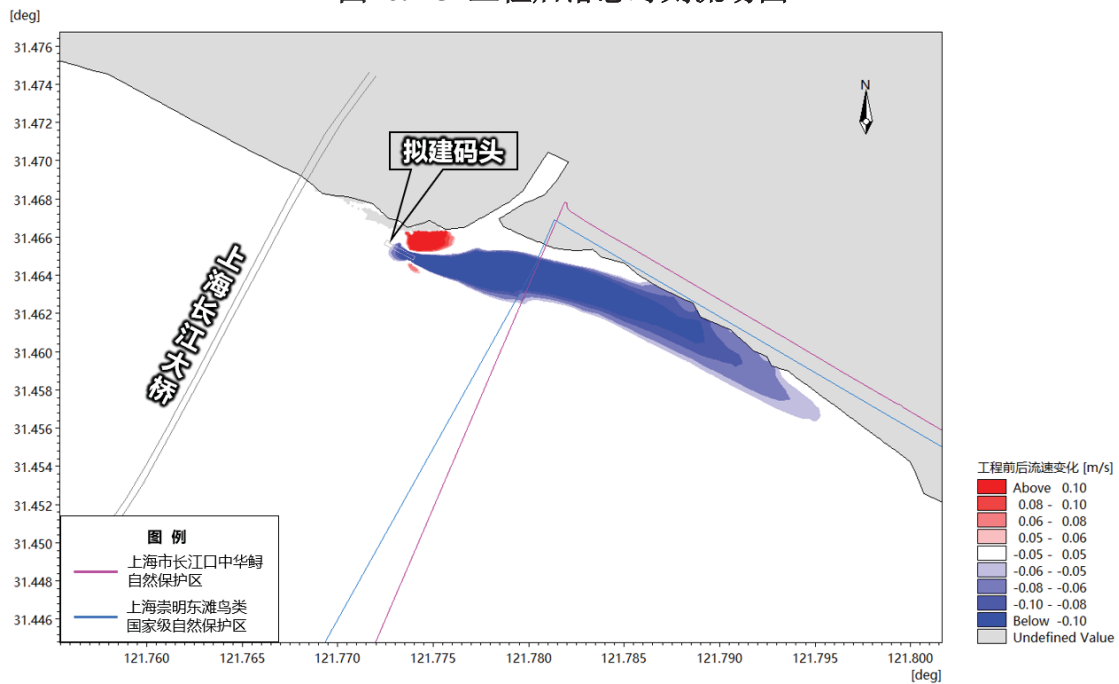 [deg]
31.476
31.474
31.472
31.470
31.468
31.466
31.464
31.462
31.460
31.458
31.456
31.454
31.452
31.450
31.448
31.446
N
拟建码头
上海长江大桥
图 例
上海市长江口中华鲟
自然保护区
上海崇明东滩鸟类
国家级自然保护区
121.760
121.765
121.770
121.775
121.780
121.785
121.790
121.795
121.800
[deg]
工程前后流速变化 [m/s]
Above 0.10
0.08 - 0.10
0.06 - 0.08
0.05 - 0.06
-0.05 - 0.05
-0.06 - -0.05
-0.08 - -0.06
-0.10 - -0.08
Below -0.10
Undefined Value